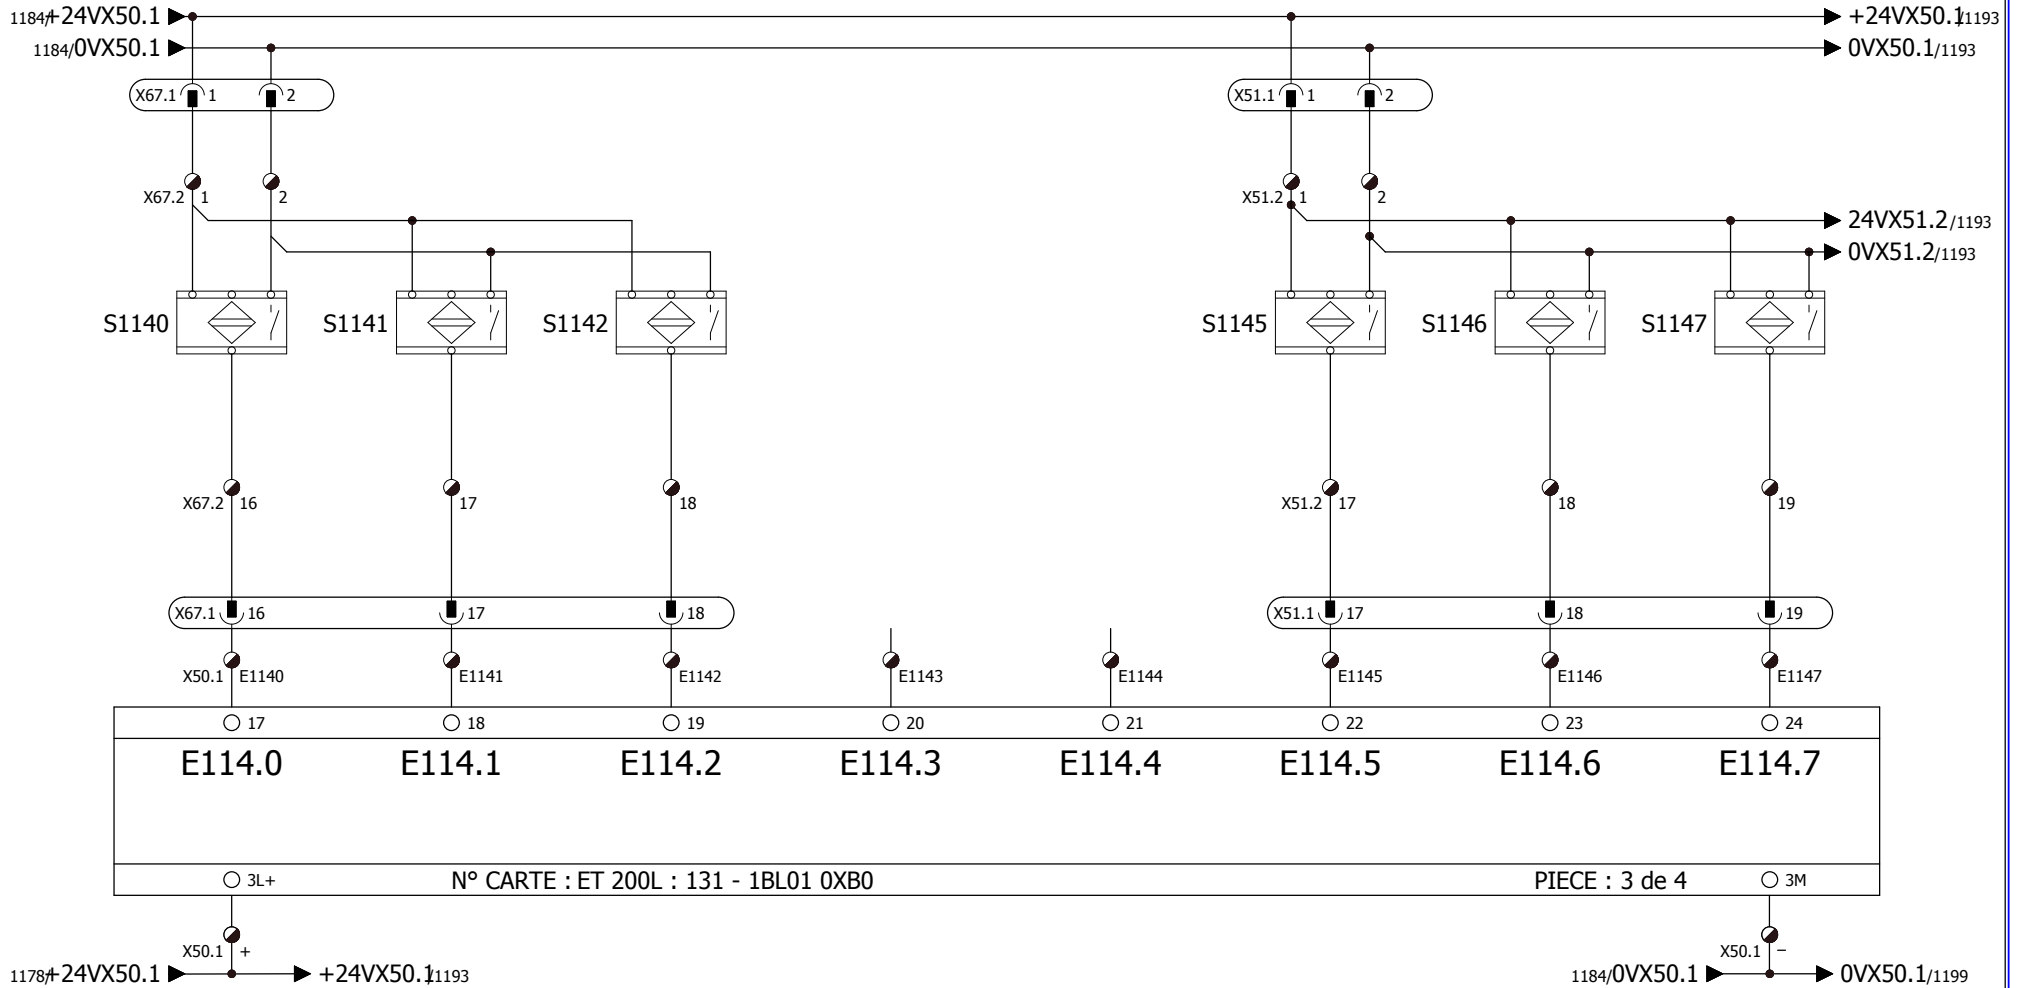 1184/+24VX50.1 +24VX50.1/1193
1184/0VX50.1 0VX50.1/1193
X67.1 1 2 X51.1 1 2
X67.2 1 2 X51.2 1 2
24VX51.2/1193
0VX51.2/1193
S1140 S1141 S1142 S1145 S1146 S1147
X67.2 16 17 18 X51.2 17 18 19
X67.1 16 17 18 X51.1 17 18 19
X50.1 E1140 E1141 E1142 E1143 E1144 E1145 E1146 E1147
17 18 19 20 21 22 23 24
E114.0 E114.1 E114.2 E114.3 E114.4 E114.5 E114.6 E114.7
3L+ N° CARTE : ET 200L : 131 - 1BL01 0XB0 PIECE : 3 de 4 3M
X50.1 + X50.1 −
1178/+24VX50.1 +24VX50.1/1193 1184/0VX50.1 0VX50.1/1199